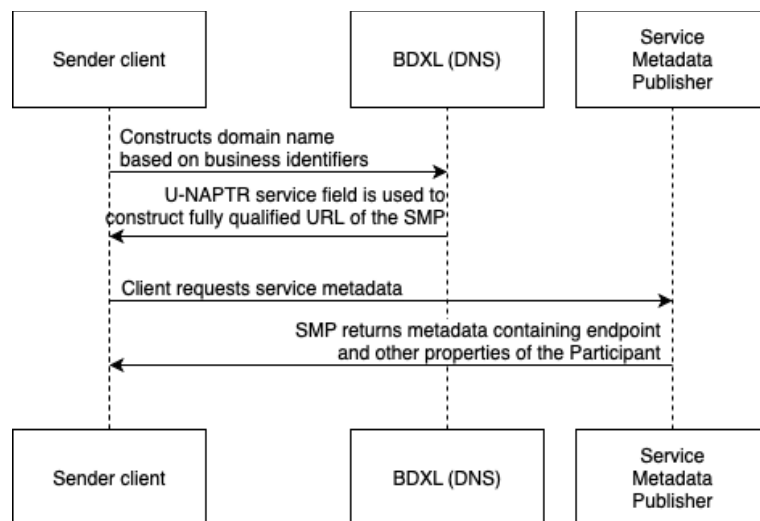 Sender client
BDXL (DNS)
Service
Metadata
Publisher
Constructs domain name
based on business identifiers
U-NAPTR service field is used to
construct fully qualified URL of the SMP
Client requests service metadata
SMP returns metadata containing endpoint
and other properties of the Participant
Sender client
BDXL (DNS)
Service
Metadata
Publisher